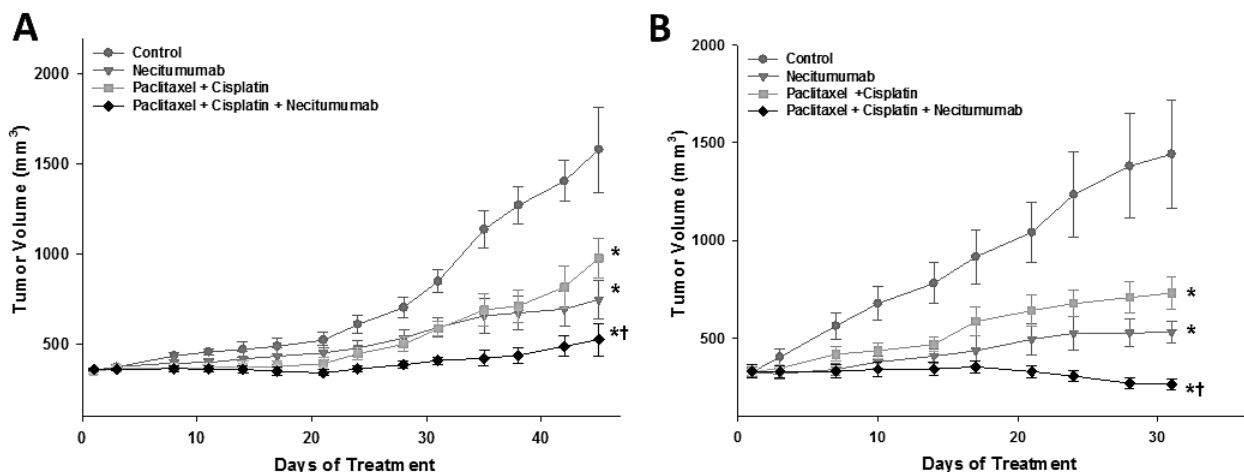 A
Control
Necitumumab
Paclitaxel + Cisplatin
Paclitaxel + Cisplatin + Necitumumab
Tumor Volume (mm³)
2000
1500
1000
500
*
*
*†
0
10
20
30
40
Days of Treatment
B
Control
Necitumumab
Paclitaxel +Cisplatin
Paclitaxel + Cisplatin + Necitumumab
Tumor Volume (mm³)
2000
1500
1000
500
*
*
*†
0
10
20
30
Days of Treatment